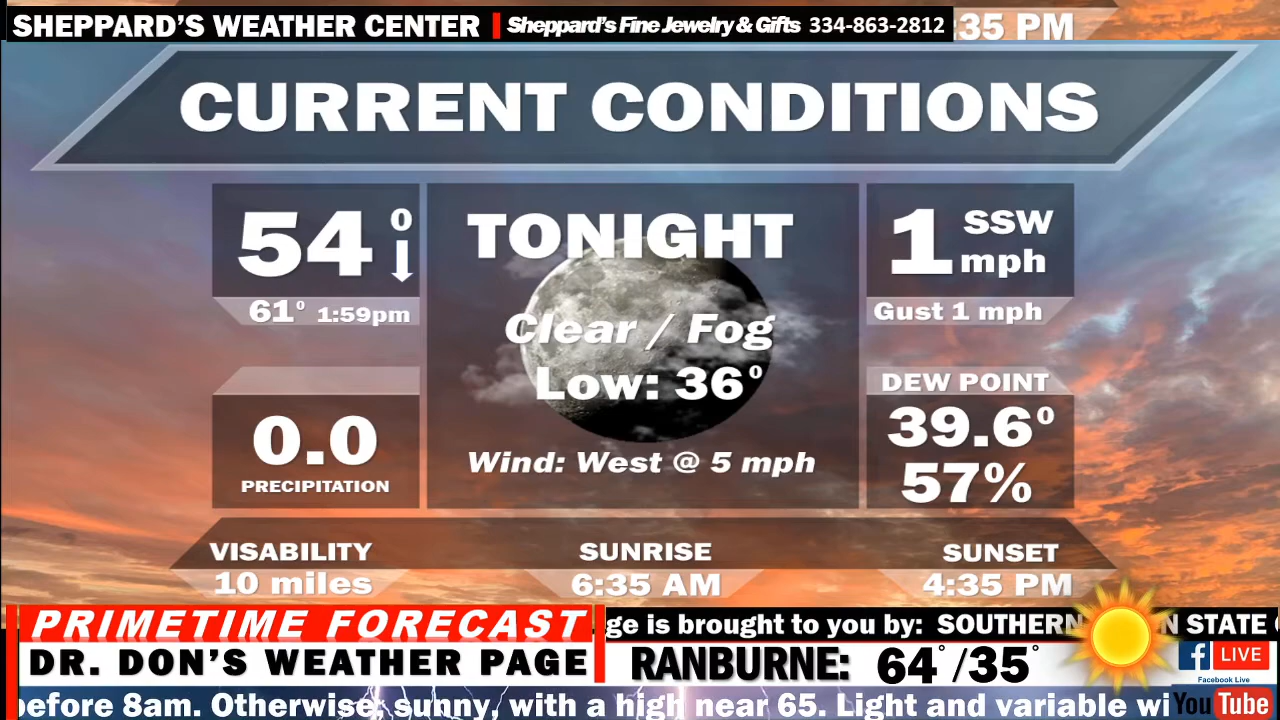 SHEPPARD'S WEATHER CENTER Sheppard's Fine Jewelry & Gifts 334-863-2812 :35 PM
CURRENT CONDITIONS
54°
61° 1:59pm
TONIGHT
Clear / Fog
Low: 36°
Wind: West @ 5 mph
1 SSW mph
Gust 1 mph
0.0
PRECIPITATION
DEW POINT
39.6°
57%
VISABILITY SUNRISE SUNSET
10 miles 6:35 AM 4:35 PM
PRIMETIME FORECAST
ge is brought to you by: SOUTHERN N STATE
DR. DON'S WEATHER PAGE
RANBURNE: 64°/35°
f LIVE
Facebook Live
before 8am. Otherwise, sunny, with a high near 65. Light and variable wi
YouTube